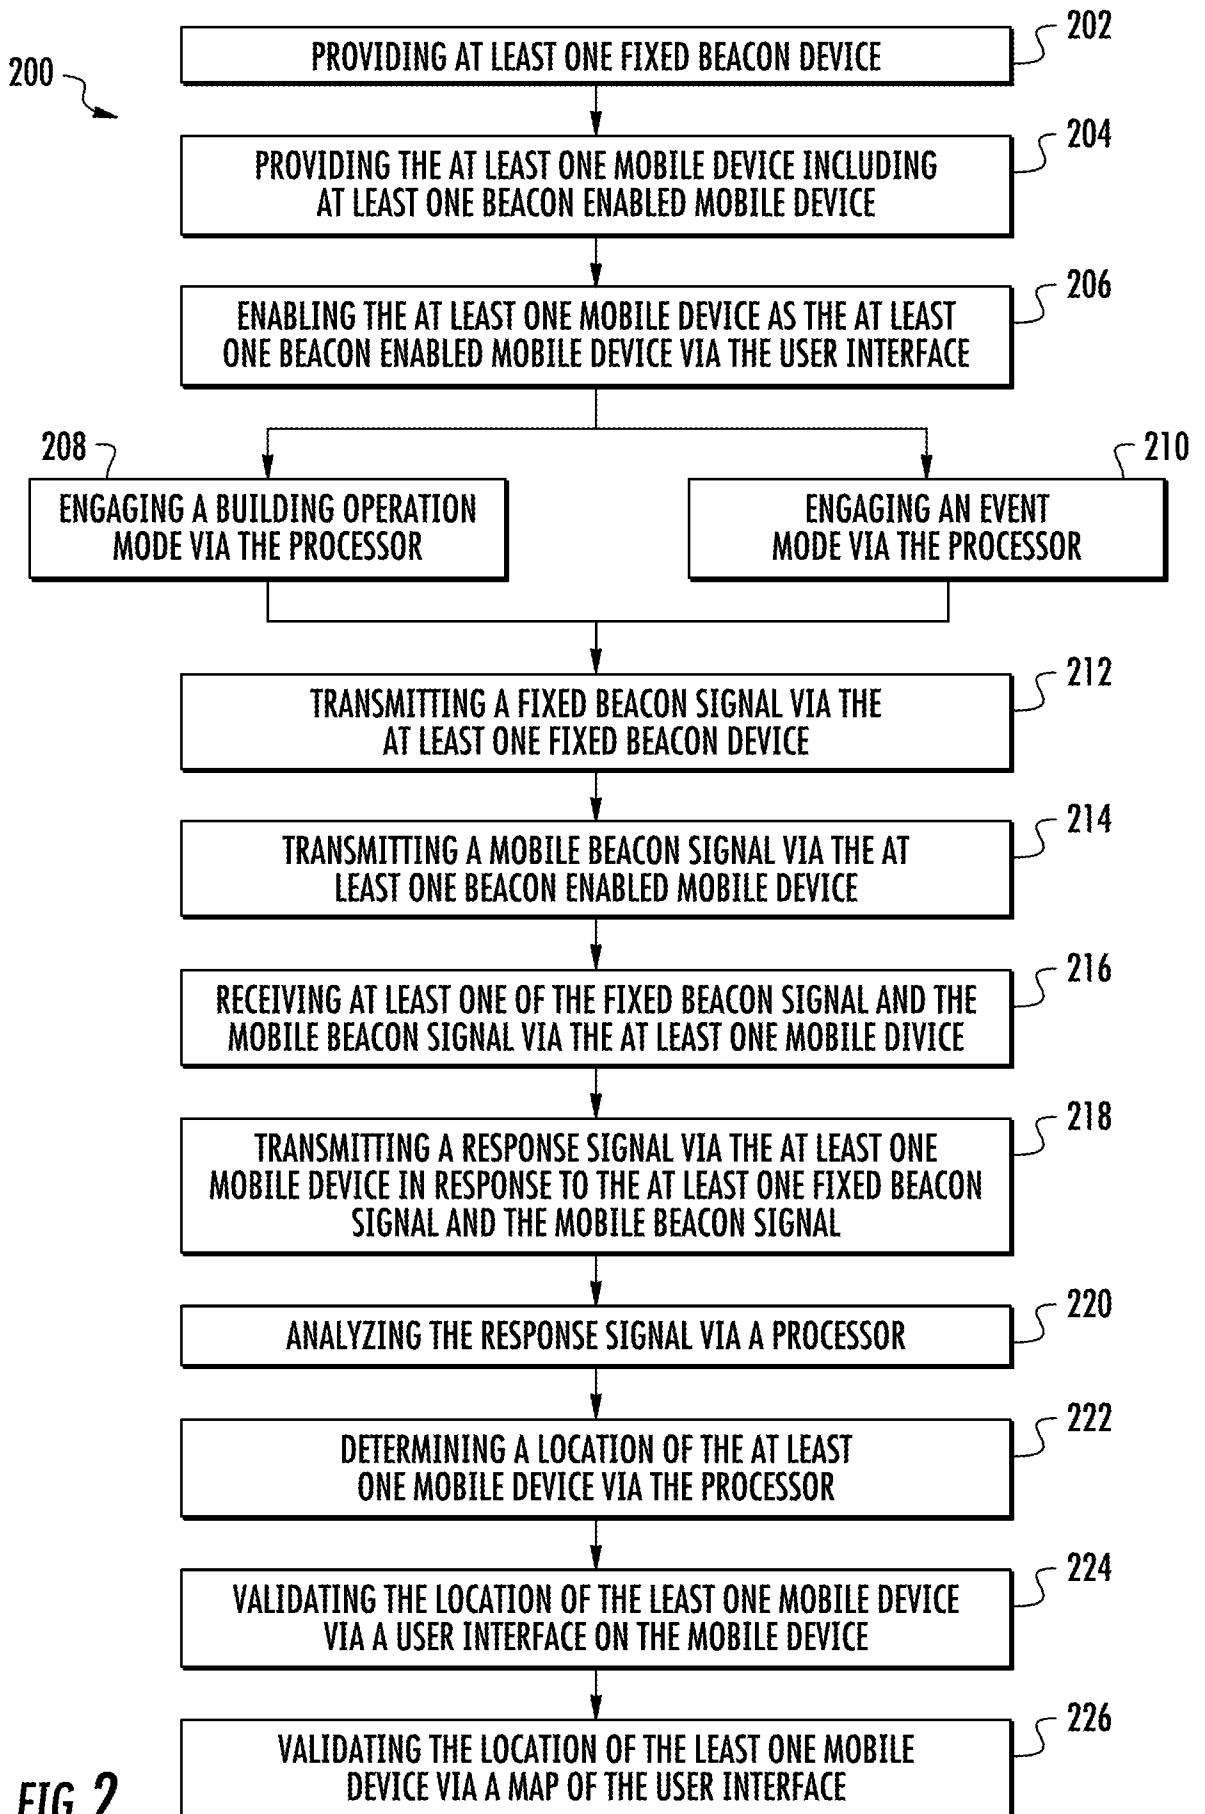 202
PROVIDING AT LEAST ONE FIXED BEACON DEVICE
200
204
PROVIDING THE AT LEAST ONE MOBILE DEVICE INCLUDING
AT LEAST ONE BEACON ENABLED MOBILE DEVICE
206
ENABLING THE AT LEAST ONE MOBILE DEVICE AS THE AT LEAST
ONE BEACON ENABLED MOBILE DEVICE VIA THE USER INTERFACE
208
ENGAGING A BUILDING OPERATION
MODE VIA THE PROCESSOR
210
ENGAGING AN EVENT
MODE VIA THE PROCESSOR
212
TRANSMITTING A FIXED BEACON SIGNAL VIA THE
AT LEAST ONE FIXED BEACON DEVICE
214
TRANSMITTING A MOBILE BEACON SIGNAL VIA THE AT
LEAST ONE BEACON ENABLED MOBILE DEVICE
216
RECEIVING AT LEAST ONE OF THE FIXED BEACON SIGNAL AND THE
MOBILE BEACON SIGNAL VIA THE AT LEAST ONE MOBILE DIVICE
218
TRANSMITTING A RESPONSE SIGNAL VIA THE AT LEAST ONE
MOBILE DEVICE IN RESPONSE TO THE AT LEAST ONE FIXED BEACON
SIGNAL AND THE MOBILE BEACON SIGNAL
220
ANALYZING THE RESPONSE SIGNAL VIA A PROCESSOR
222
DETERMINING A LOCATION OF THE AT LEAST
ONE MOBILE DEVICE VIA THE PROCESSOR
224
VALIDATING THE LOCATION OF THE LEAST ONE MOBILE DEVICE
VIA A USER INTERFACE ON THE MOBILE DEVICE
226
VALIDATING THE LOCATION OF THE LEAST ONE MOBILE
DEVICE VIA A MAP OF THE USER INTERFACE
FIG 2